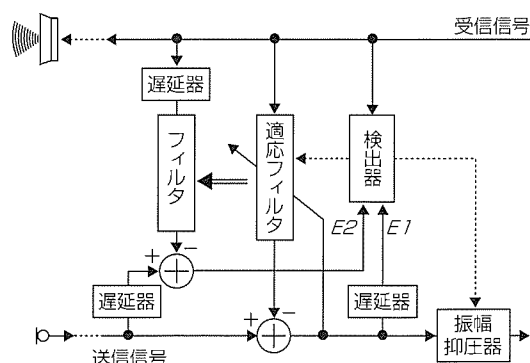 受信信号
遅延器
フィルタ
適応フィルタ
検出器
E2
E1
+
−
遅延器
遅延器
+
−
振幅
抑圧器
送信信号